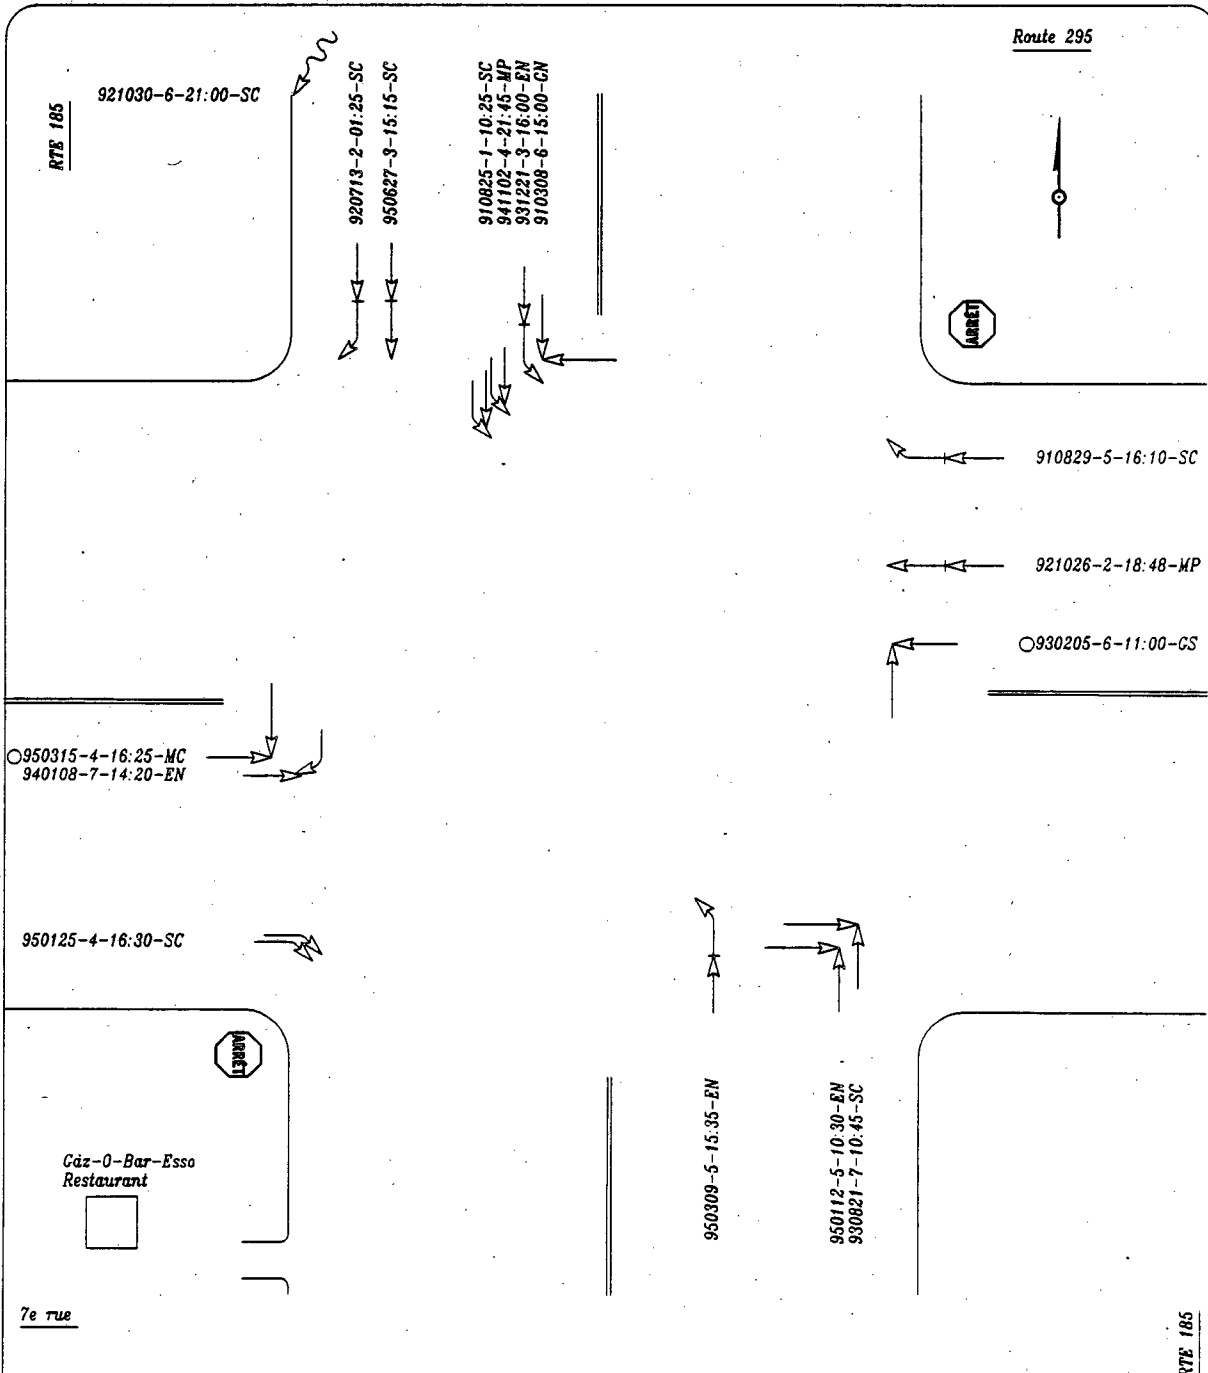 Route 295
RTE 185
921030-6-21:00-SC
920713-2-01:25-SC
950627-3-15:15-SC
910825-1-10:25-SC
941102-4-21:45-MP
931221-3-16:00-EN
910308-6-15:00-GN
ARRÊT
910829-5-16:10-SC
921026-2-18:48-MP
930205-6-11:00-GS
950315-4-16:25-MC
940108-7-14:20-EN
950125-4-16:30-SC
ARRÊT
950309-5-15:35-EN
950112-5-10:30-EN
930821-7-10:45-SC
Gaz-O-Bar-Esso
Restaurant
7e rue
RTE 185